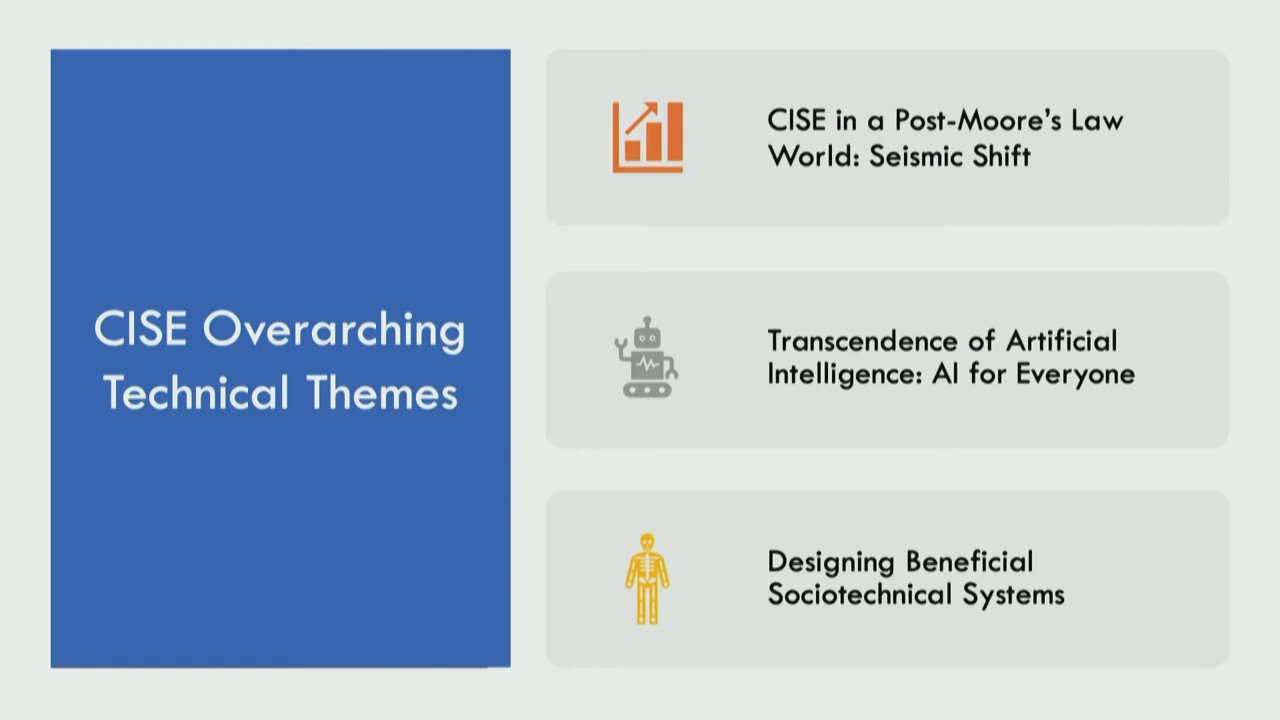 CISE Overarching
Technical Themes
CISE in a Post-Moore's Law
World: Seismic Shift
Transcendence of Artificial
Intelligence: AI for Everyone
Designing Beneficial
Sociotechnical Systems